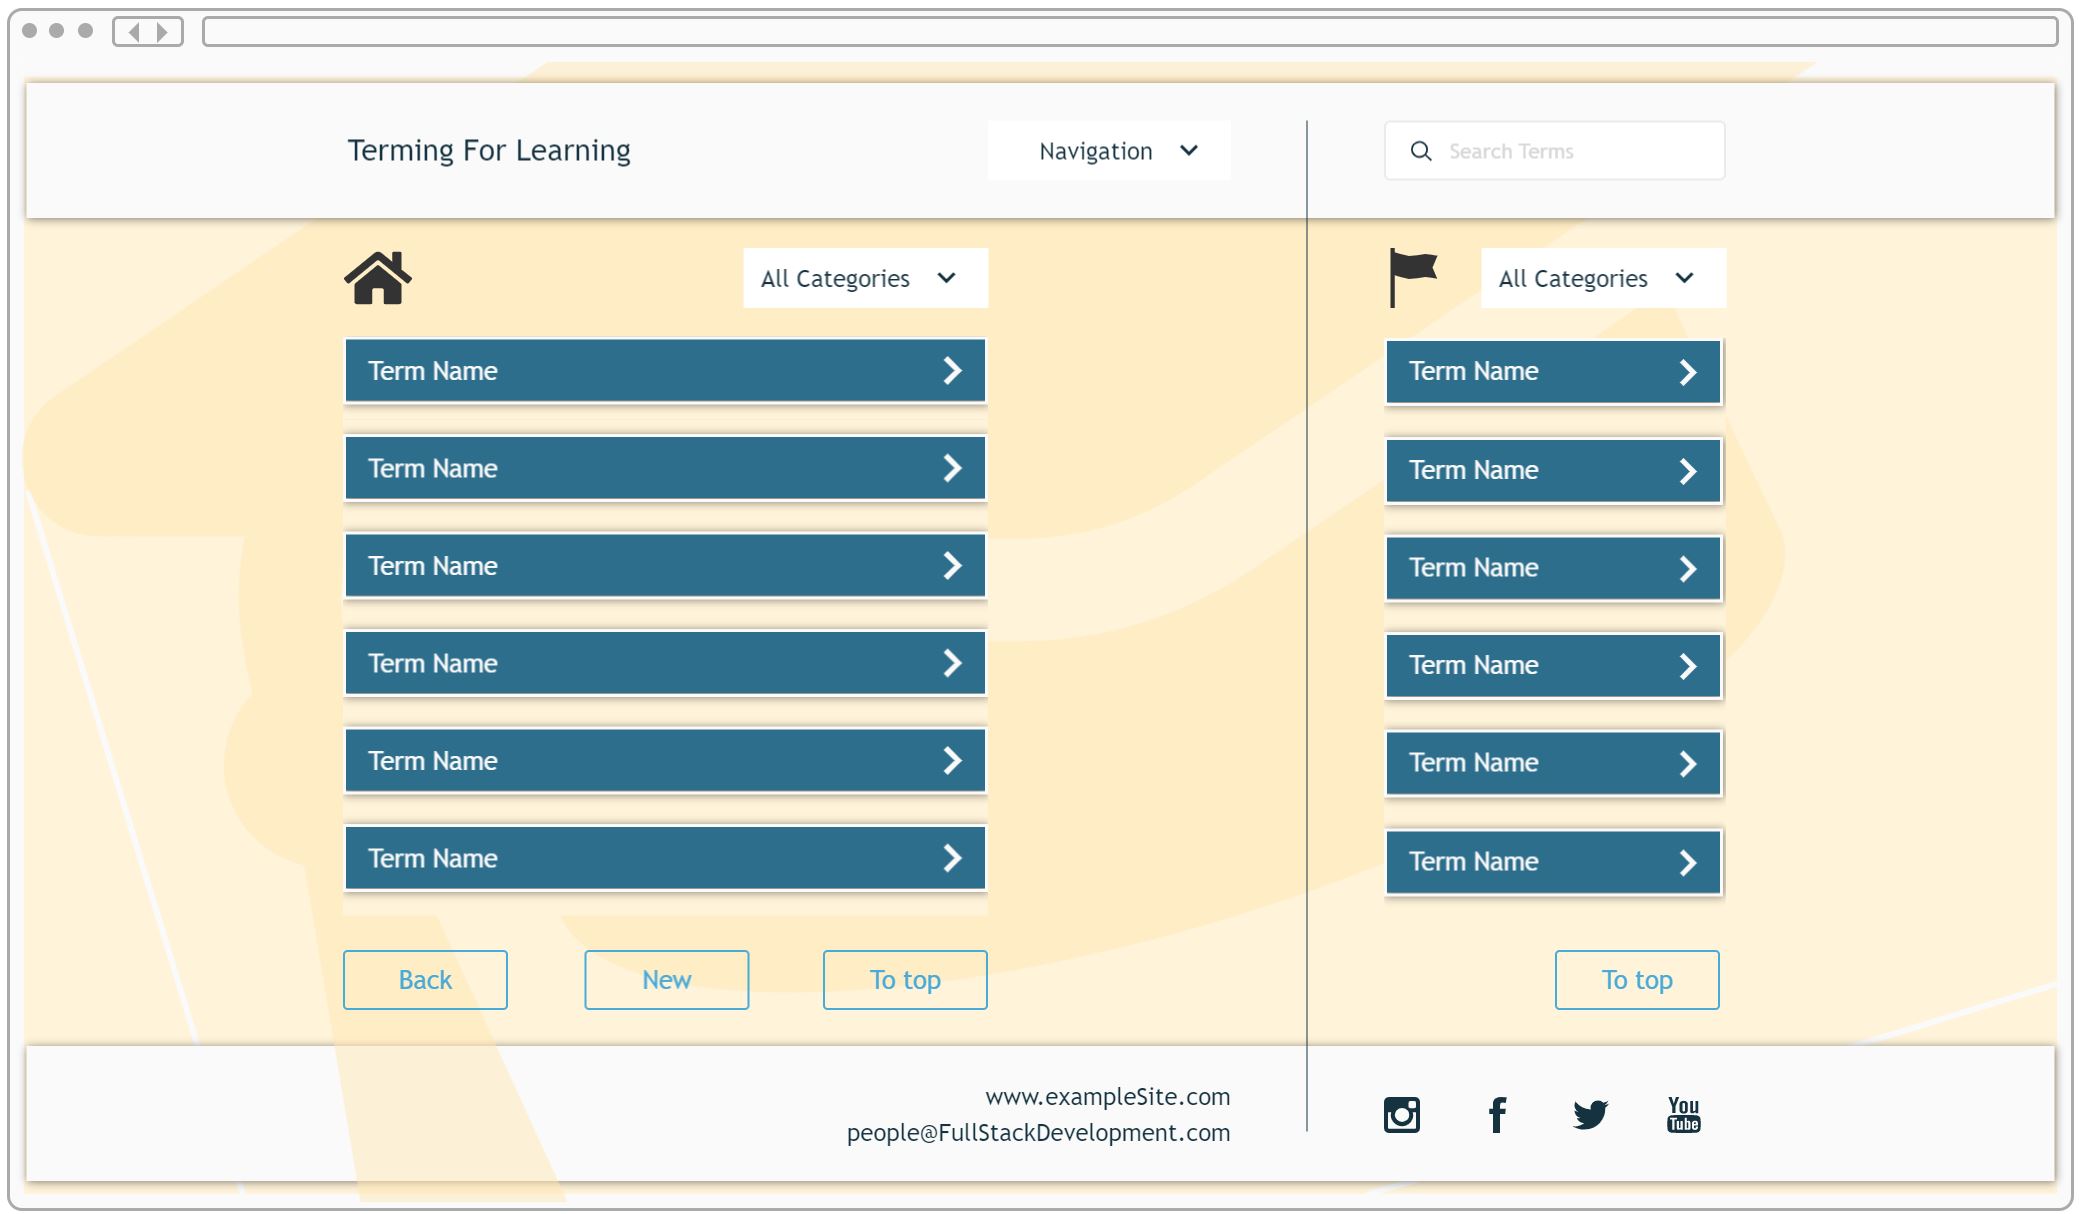 Terming For Learning
Navigation
Search Terms
All Categories
All Categories
Term Name
Term Name
Term Name
Term Name
Term Name
Term Name
Term Name
Term Name
Term Name
Term Name
Term Name
Term Name
Back
New
To top
To top
www.exampleSite.com
people@FullStackDevelopment.com
You
Tube